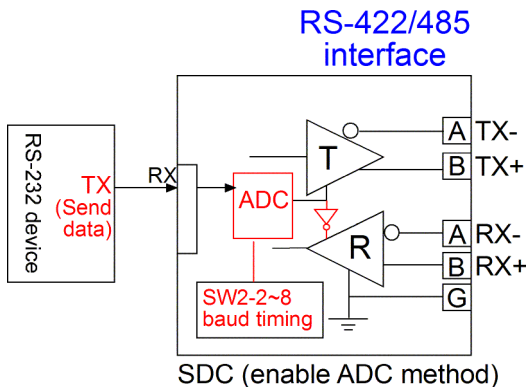 RS-422/485
interface
RS-232 device
TX
(Send
data)
RX
ADC
T
A TX-
B TX+
R
A RX-
B RX+
G
SW2-2~8
baud timing
SDC (enable ADC method)